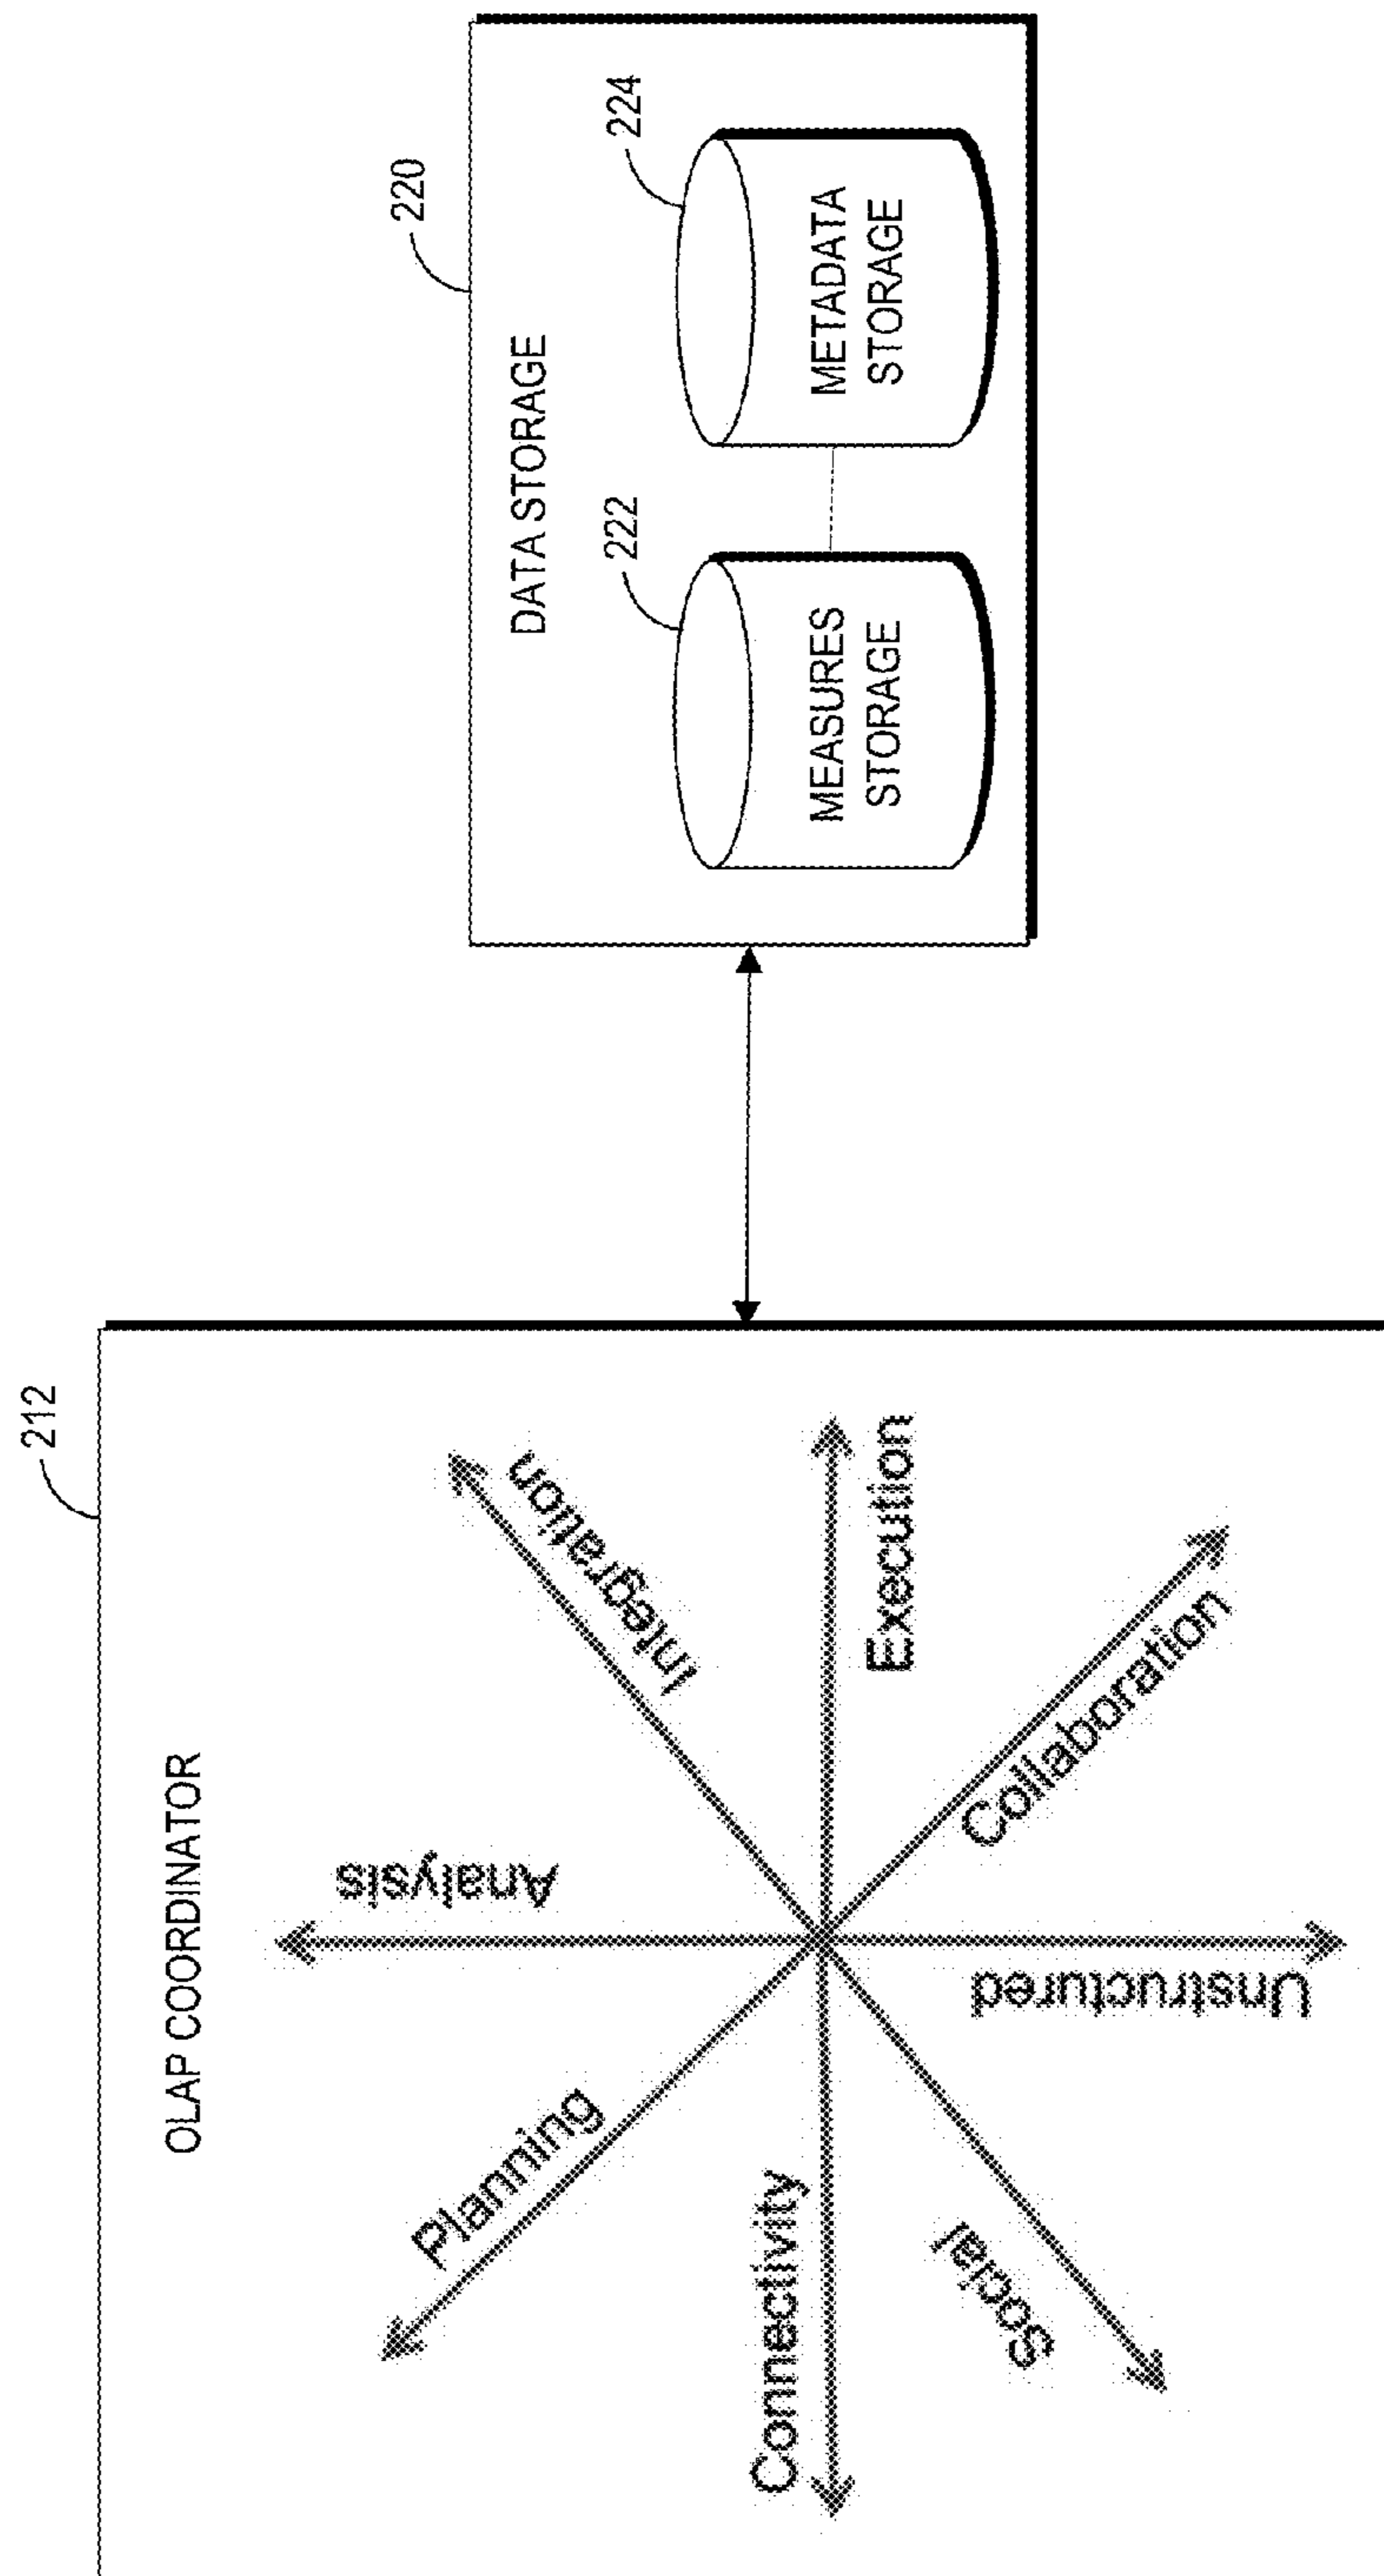 212
OLAP COORDINATOR
Planning
Analysis
Integration
Connectivity
Execution
Social
Unstructured
Collaboration
220
DATA STORAGE
222
MEASURES
STORAGE
224
METADATA
STORAGE